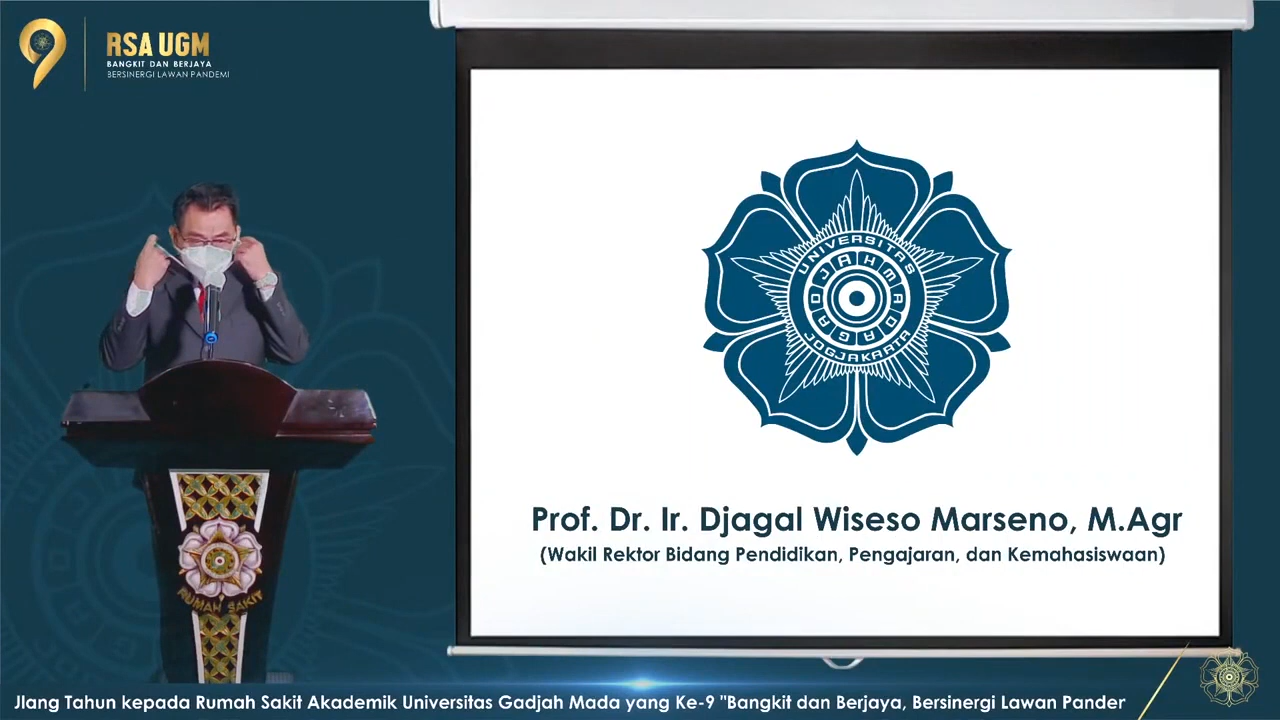 9
RSA UGM
BANGKIT DAN BERJAYA
BERSINERGI LAWAN PANDEMI
UNIVERSITAS
GADJAH MADA
JOGJAKARTA
Prof. Dr. Ir. Djagal Wiseso Marseno, M.Agr
(Wakil Rektor Bidang Pendidikan, Pengajaran, dan Kemahasiswaan)
RUMAH SAKIT
Jlang Tahun kepada Rumah Sakit Akademik Universitas Gadjah Mada yang Ke-9 "Bangkit dan Berjaya, Bersinergi Lawan Pander